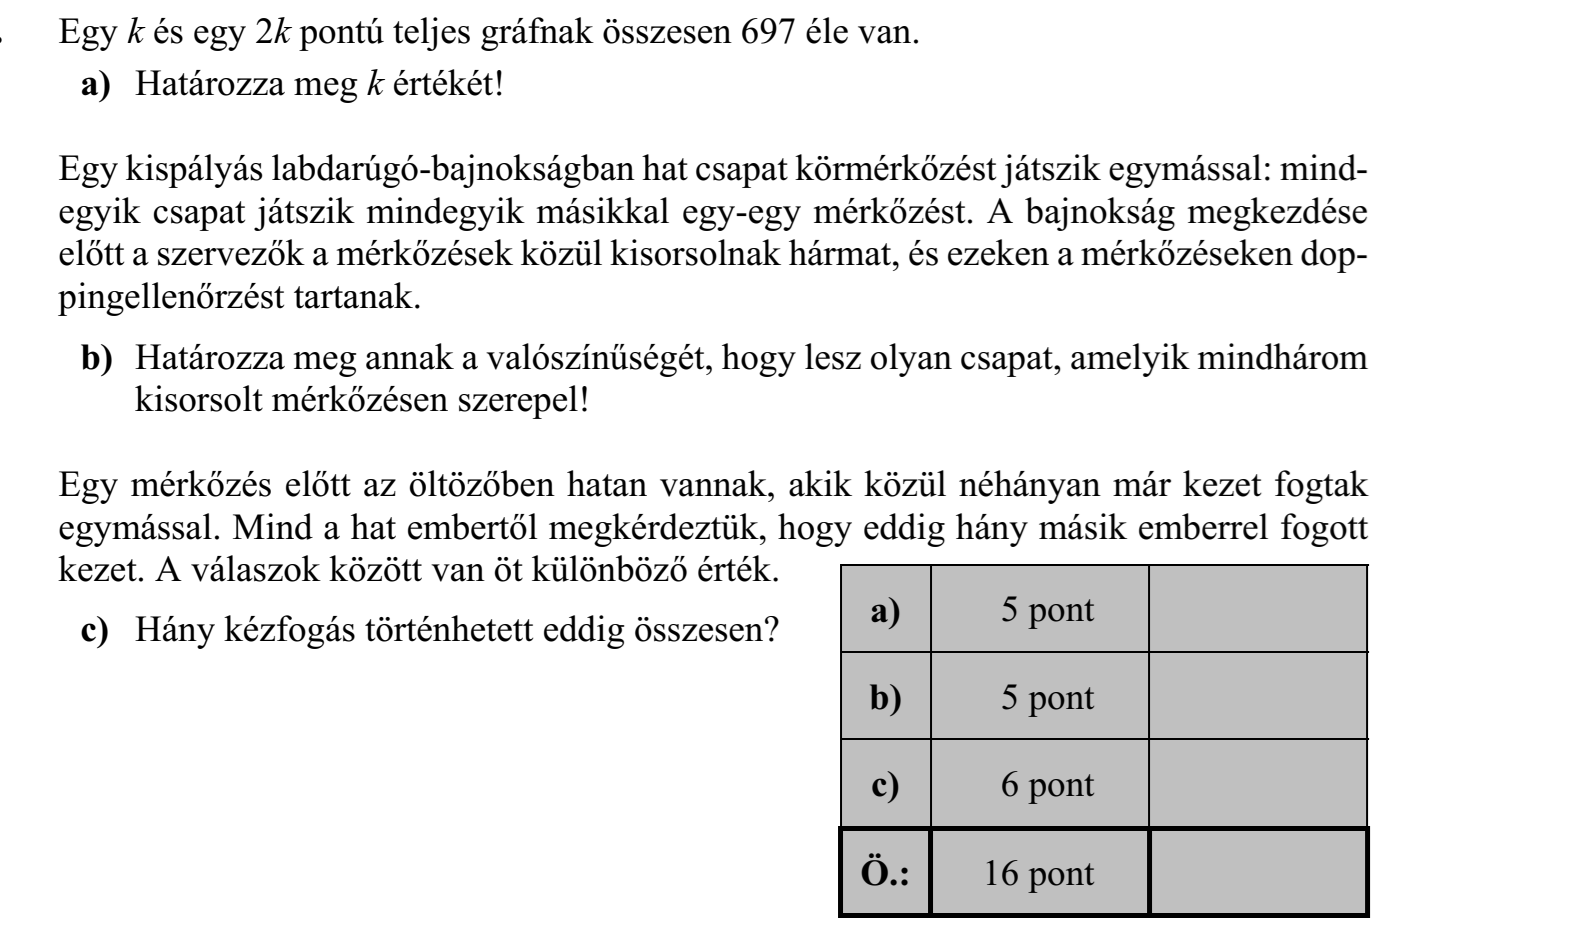 Egy k és egy 2k pontú teljes gráfnak összesen 697 éle van.
a) Határozza meg k értékét!
Egy kispályás labdarúgó-bajnokságban hat csapat körmérkőzést játszik egymással: mind-
egyik csapat játszik mindegyik másikkal egy-egy mérkőzést. A bajnokság megkezdése
előtt a szervezők a mérkőzések közül kisorsolnak hármat, és ezeken a mérkőzéseken dop-
pingellenőrzést tartanak.
b) Határozza meg annak a valószínűségét, hogy lesz olyan csapat, amelyik mindhárom
kisorsolt mérkőzésen szerepel!
Egy mérkőzés előtt az öltözőben hatan vannak, akik közül néhányan már kezet fogtak
egymással. Mind a hat embertől megkérdeztük, hogy eddig hány másik emberrel fogott
kezet. A válaszok között van öt különböző érték.
c) Hány kézfogás történhetett eddig összesen?
a) 5 pont
b) 5 pont
c) 6 pont
Ö.: 16 pont